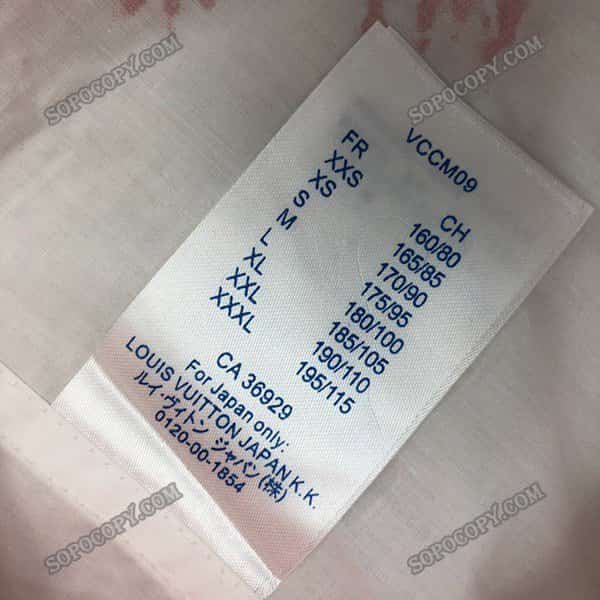 SOPOCOPY.COM
SOPOCOPY.COM
VCCM09
FR CH
XXS 160/80
XS 165/85
S 170/90
M 175/95
L 180/100
XL 185/105
XXL 190/110
XXXL 195/115
CA 36929
For Japan only:
LOUIS VUITTON JAPAN K.K.
ルイ・ヴィトン ジャパン(株)
0120-00-1854
SOPOCOPY.COM
SOPOCOPY.COM